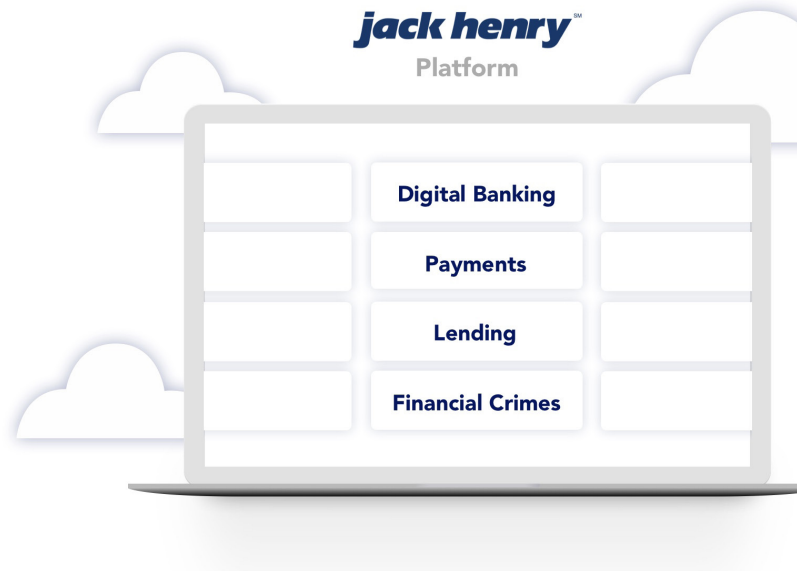 jack henry℠
Platform
Digital Banking
Payments
Lending
Financial Crimes